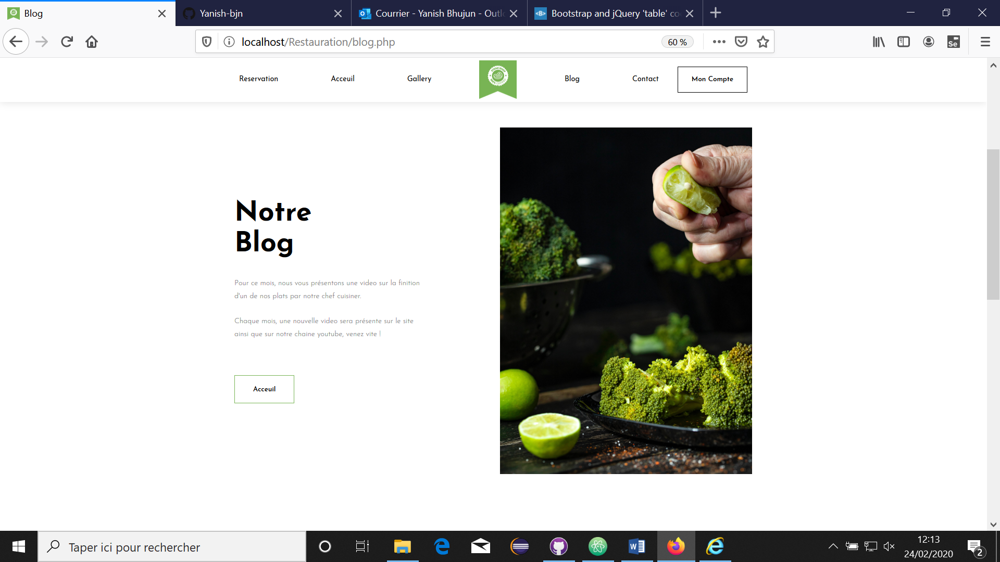 Blog
Yanish-bjn
Courrier - Yanish Bhujun - Outl
Bootstrap and jQuery 'table' co
localhost/Restauration/blog.php
60 %
Se
Reservation
Acceuil
Gallery
Blog
Contact
Mon Compte
Notre
Blog
Pour ce mois, nous vous présentons une video sur la finition
d'un de nos plats par notre chef cuisiner.
Chaque mois, une nouvelle video sera présente sur le site
ainsi que sur notre chaine youtube, venez vite !
Acceuil
Taper ici pour rechercher
12:13
24/02/2020
2